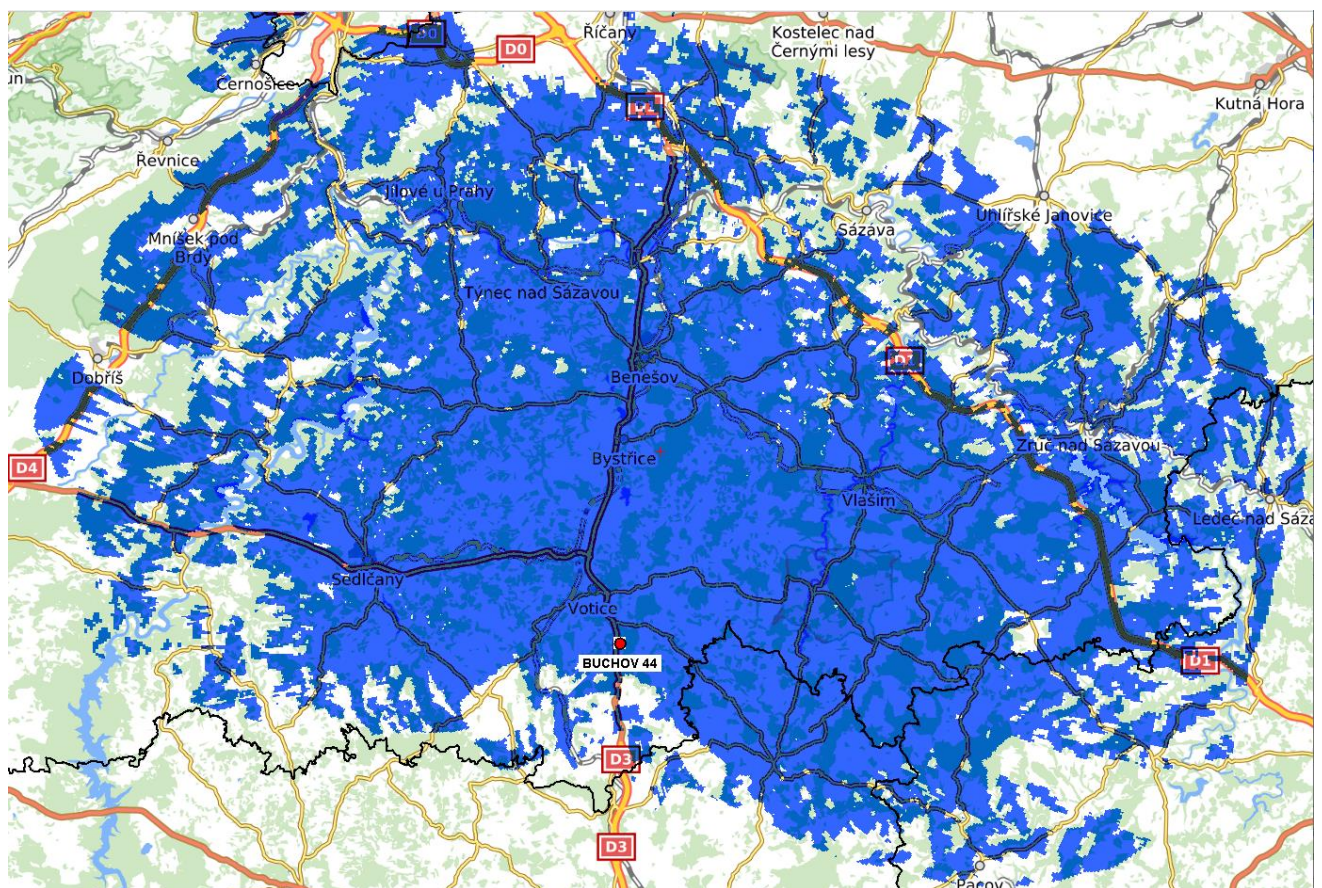 D0
D0
Říčany
Kostelec nad
Černými lesy
un
Černošice
Kutná Hora
Řevnice
Jílové u Prahy
Sázava
Uhlířské Janovice
Mníšek pod
Brdy
Týnec nad Sázavou
Dobříš
Benešov
Zruč nad Sázavou
Bystřice
D4
Vlašim
Ledeč nad Sáza
Sedlčany
Votice
BUCHOV 44
D1
D3
D3
Pacov